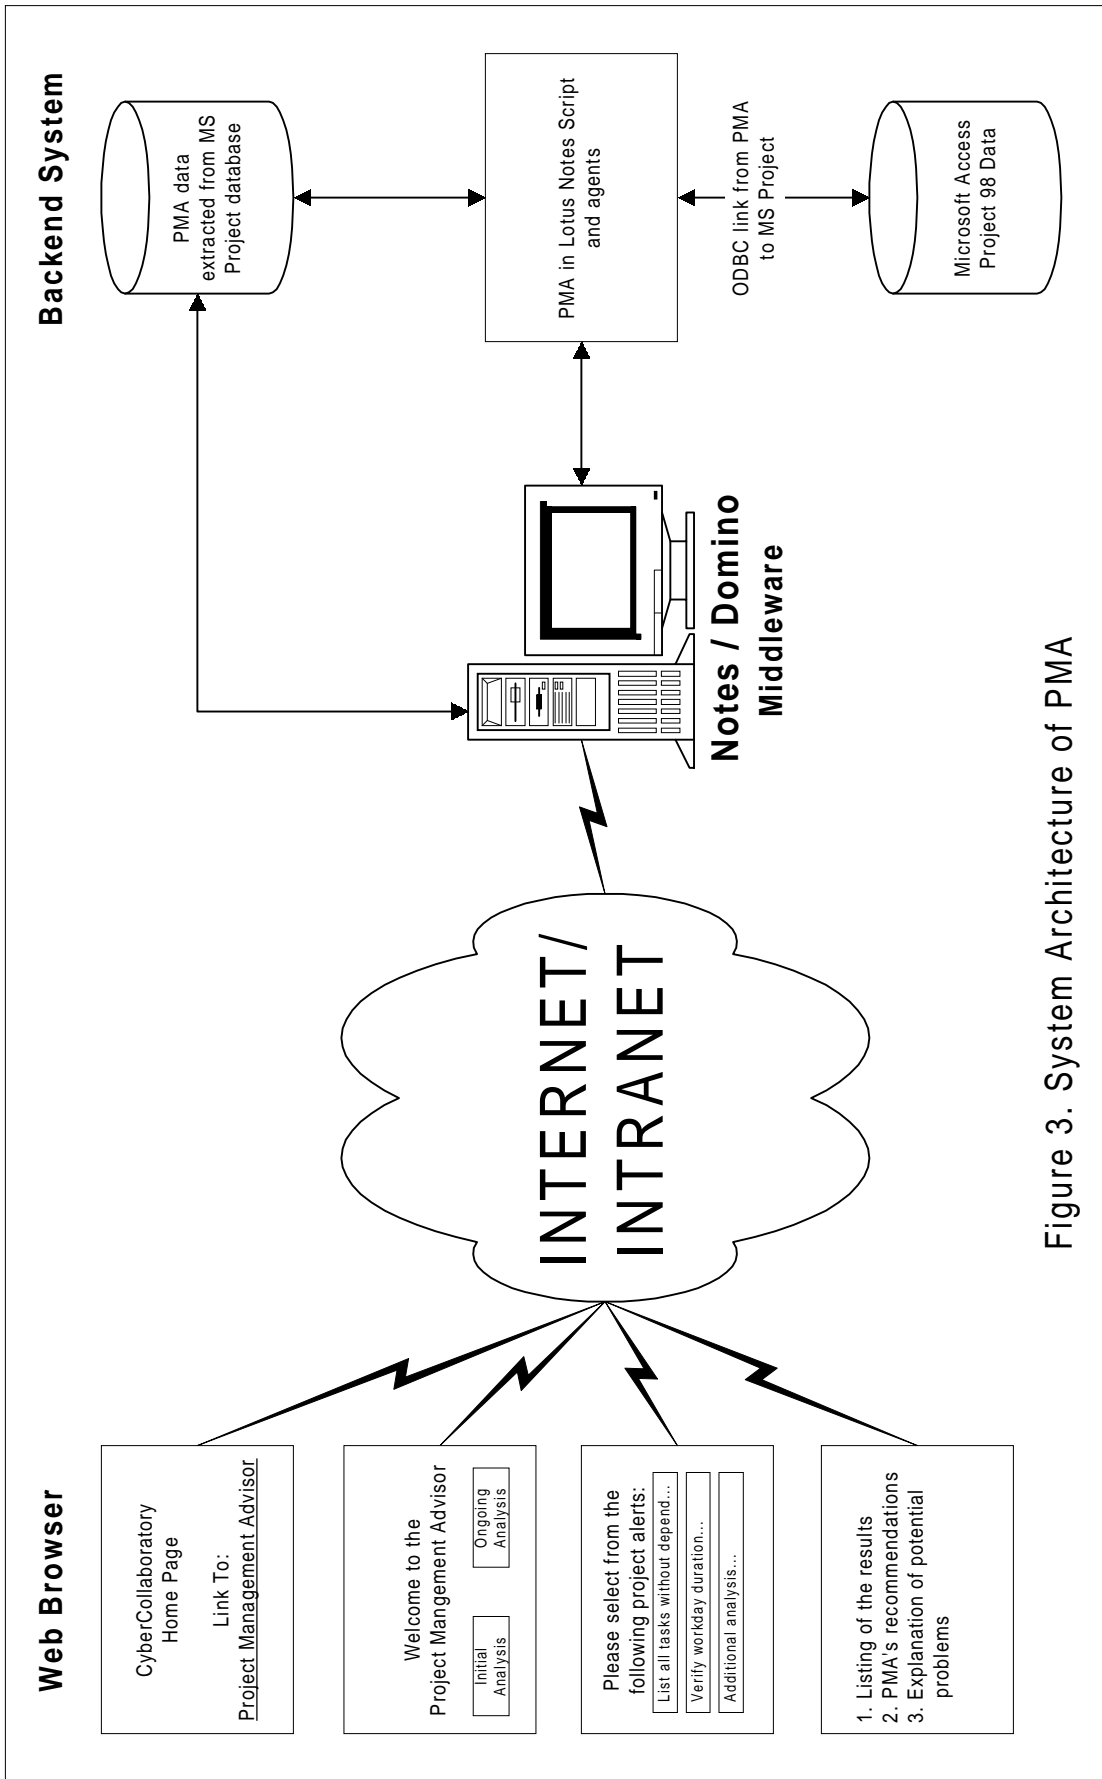 Web Browser
CyberCollaboratory
Home Page
Link To:
Project Management Advisor
Welcome to the
Project Mangement Advisor
Initial
Analysis
Ongoing
Analysis
Please select from the
following project alerts:
List all tasks without depend...
Verify workday duration...
Additional analysis...
1. Listing of the results
2. PMA's recommendations
3. Explanation of potential
problems
INTERNET/
INTRANET
Notes / Domino
Middleware
Backend System
PMA data
extracted from MS
Project database
PMA in Lotus Notes Script
and agents
ODBC link from PMA
to MS Project
Microsoft Access
Project 98 Data
Figure 3. System Architecture of PMA